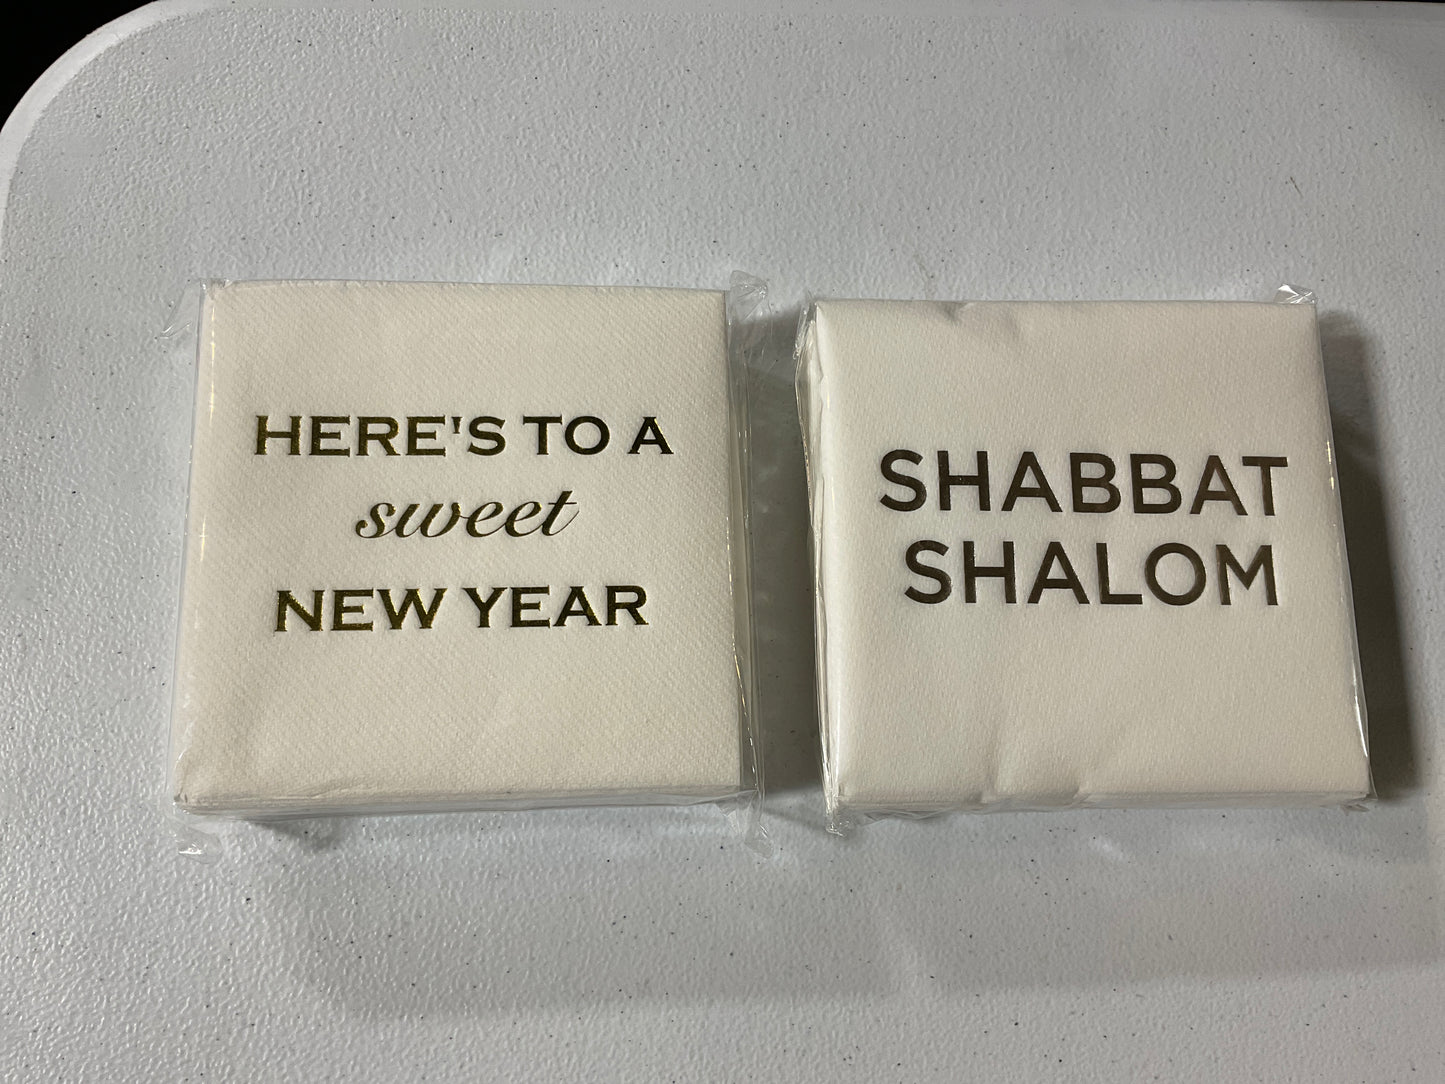 HERE'S TO A
sweet
NEW YEAR
SHABBAT
SHALOM